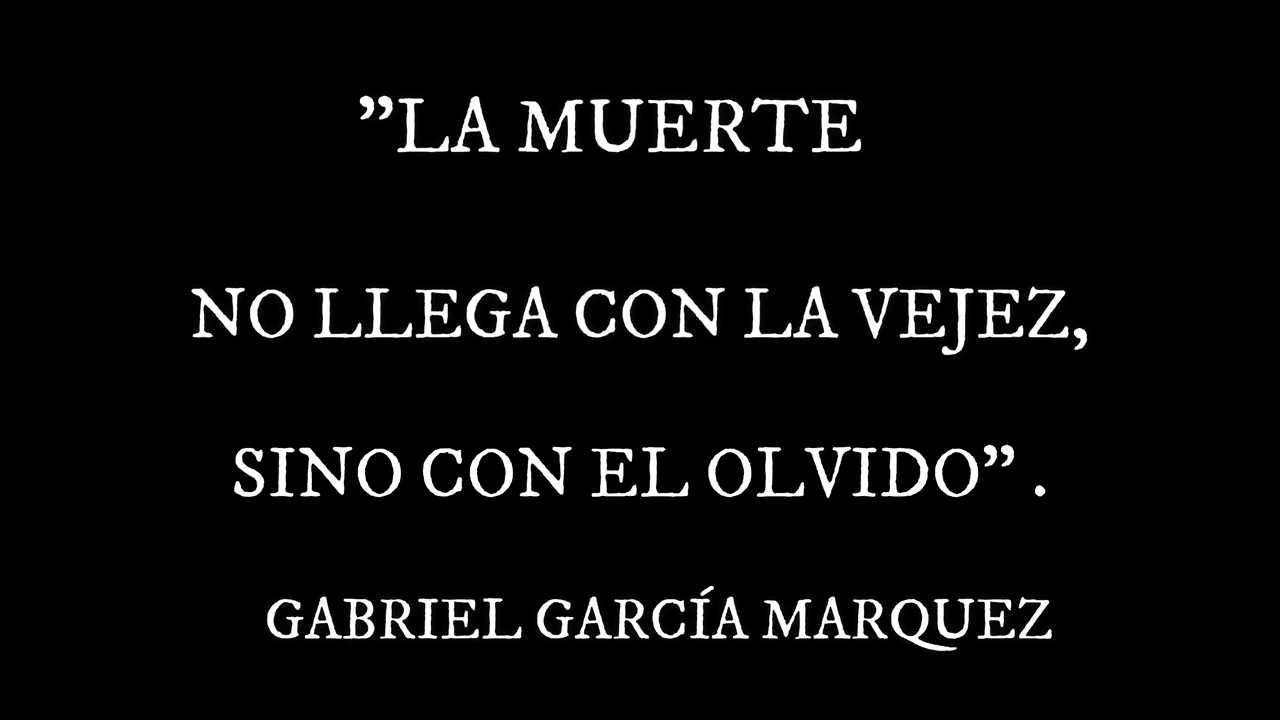 ”LA MUERTE
NO LLEGA CON LA VEJEZ,
SINO CON EL OLVIDO” .
GABRIEL GARCÍA MARQUEZ